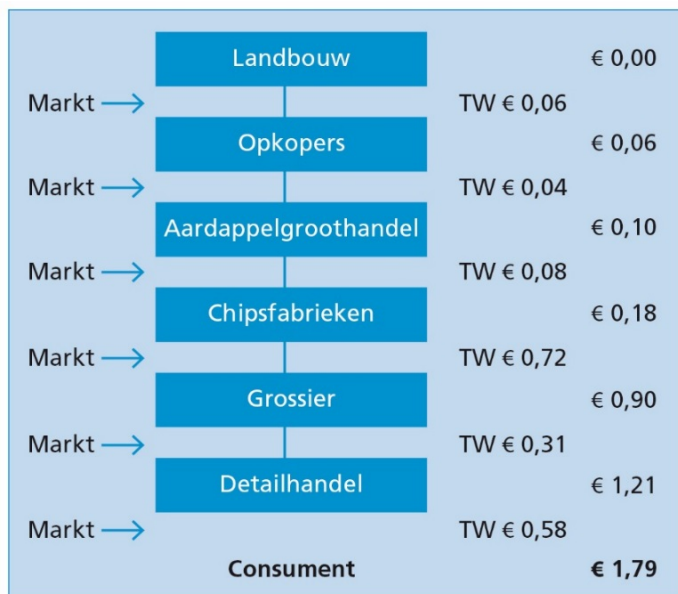 Landbouw € 0,00
Markt → TW € 0,06
Opkopers € 0,06
Markt → TW € 0,04
Aardappelgroothandel € 0,10
Markt → TW € 0,08
Chipsfabrieken € 0,18
Markt → TW € 0,72
Grossier € 0,90
Markt → TW € 0,31
Detailhandel € 1,21
Markt → TW € 0,58
Consument € 1,79